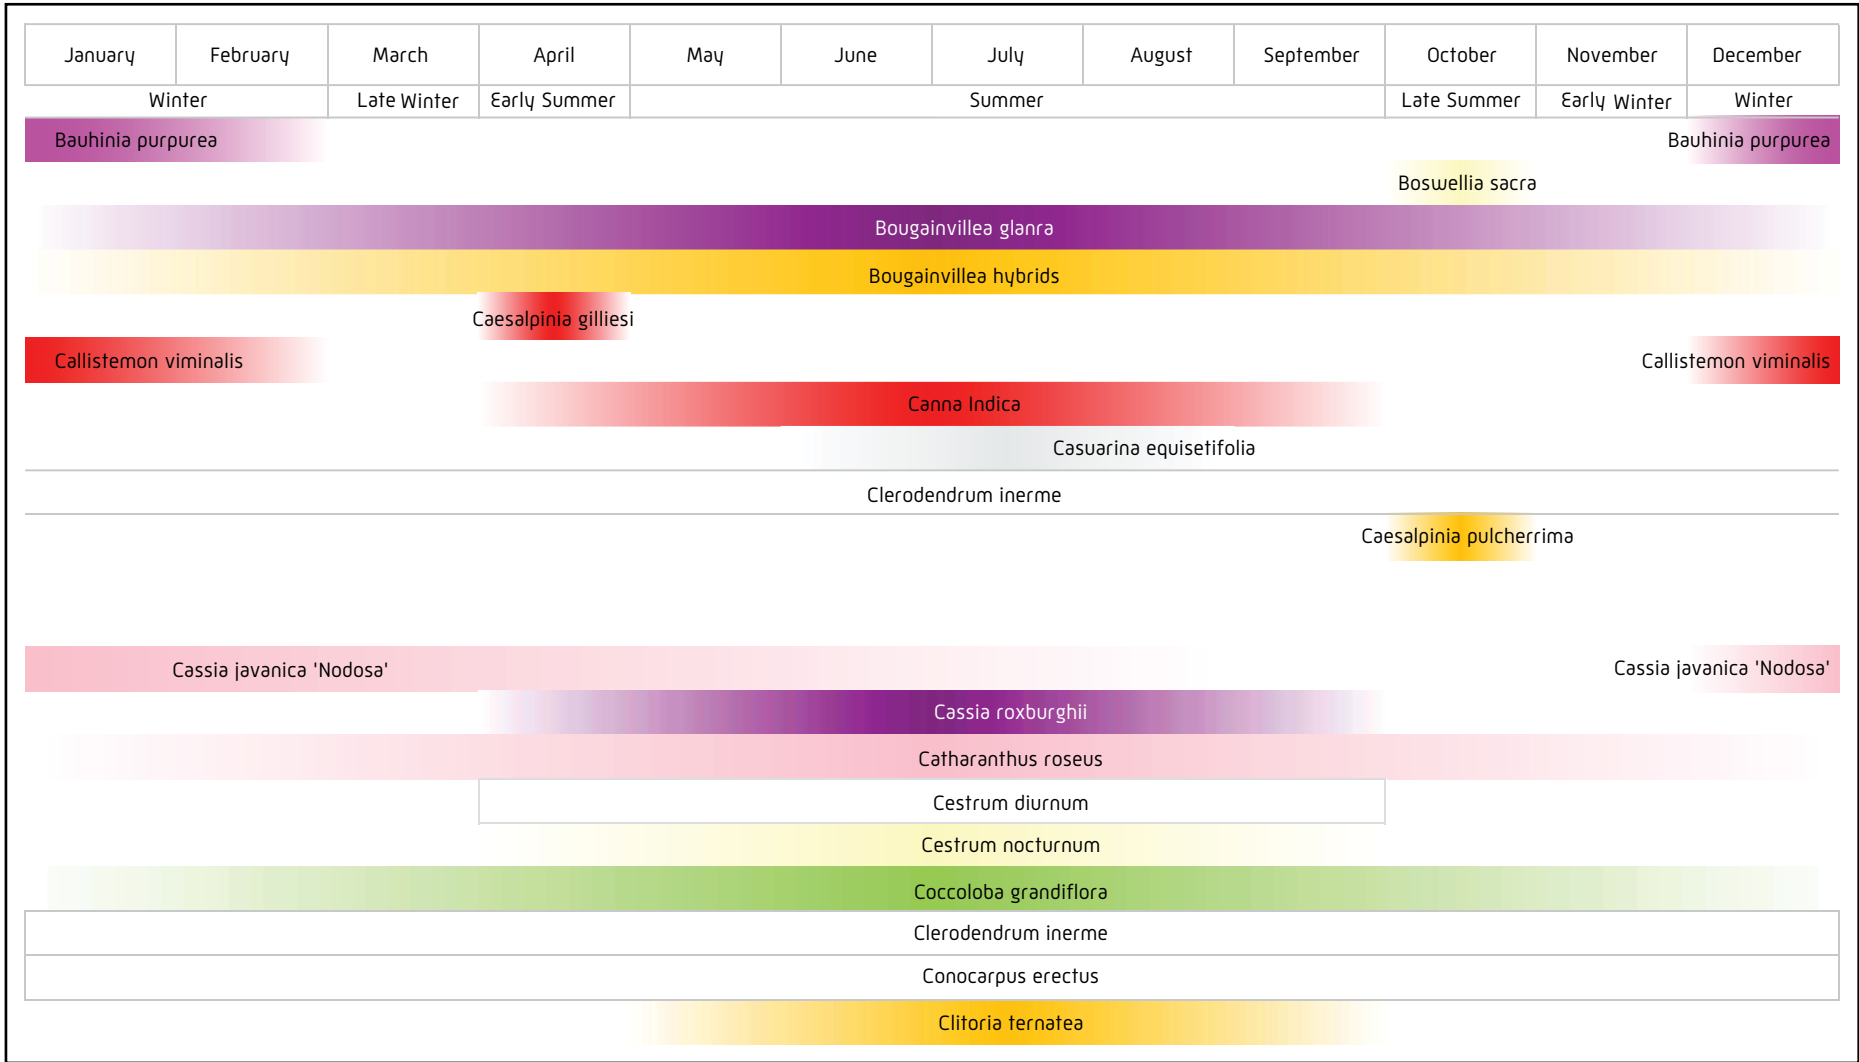 January February March April May June July August September October November December
Winter Late Winter Early Summer Summer Late Summer Early Winter Winter
Bauhinia purpurea Bauhinia purpurea
Boswellia sacra
Bougainvillea glanra
Bougainvillea hybrids
Caesalpinia gilliesi
Callistemon viminalis Callistemon viminalis
Canna Indica
Casuarina equisetifolia
Clerodendrum inerme
Caesalpinia pulcherrima
Cassia javanica 'Nodosa' Cassia javanica 'Nodosa'
Cassia roxburghii
Catharanthus roseus
Cestrum diurnum
Cestrum nocturnum
Coccoloba grandiflora
Clerodendrum inerme
Conocarpus erectus
Clitoria ternatea